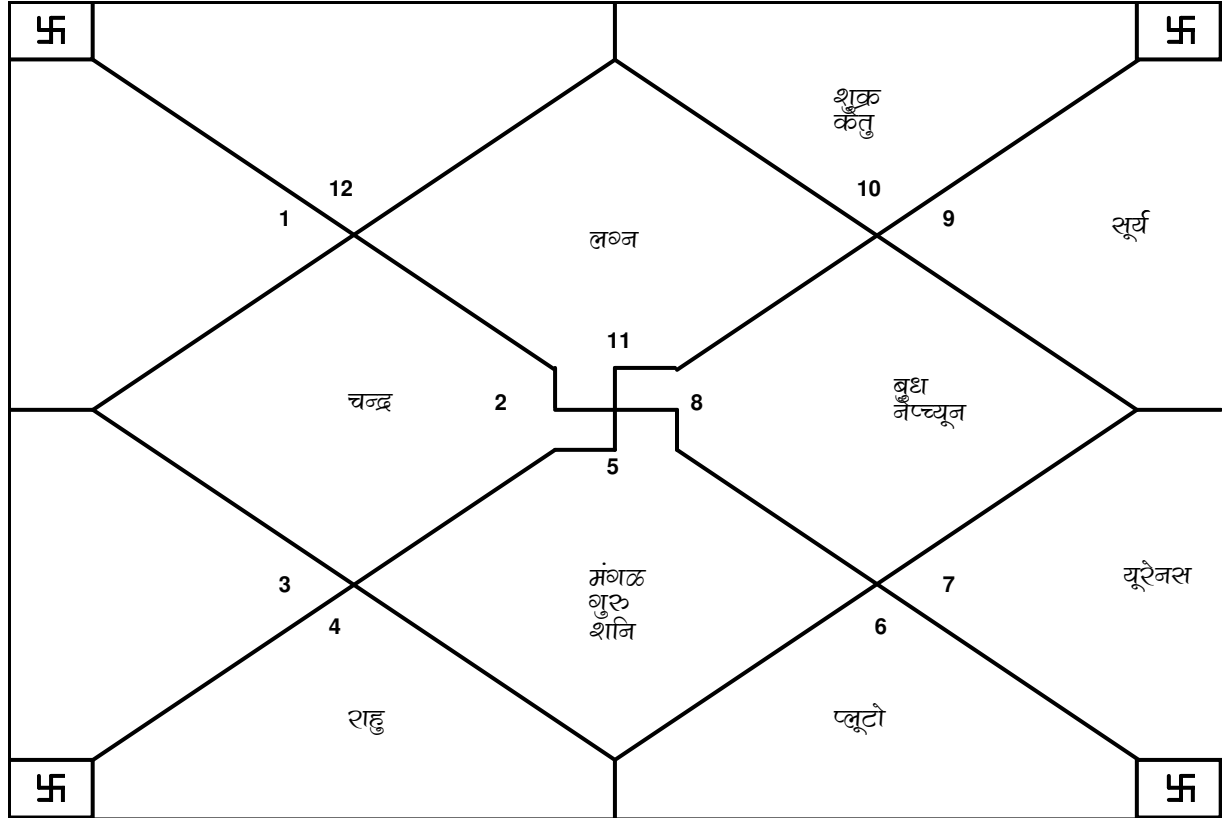 शुक्र
केतु
12
10
1
9
सूर्य
लग्न
11
चन्द्र
2
8
बुध
नेप्च्यून
5
3
7
मंगळ
गुरु
शनि
यूरेनस
4
6
राहु
प्लूटो